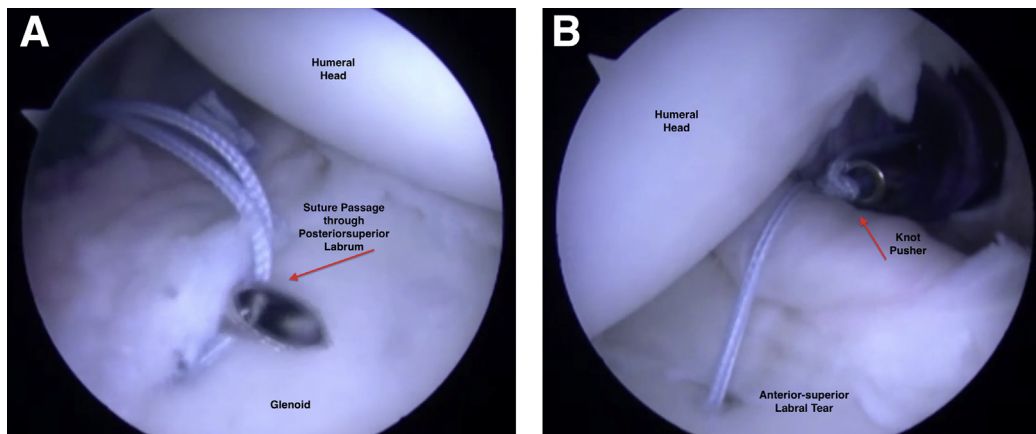 A
Humeral
Head
Suture Passage
through
Posteriorsuperior
Labrum
Glenoid
B
Humeral
Head
Knot
Pusher
Anterior-superior
Labral Tear